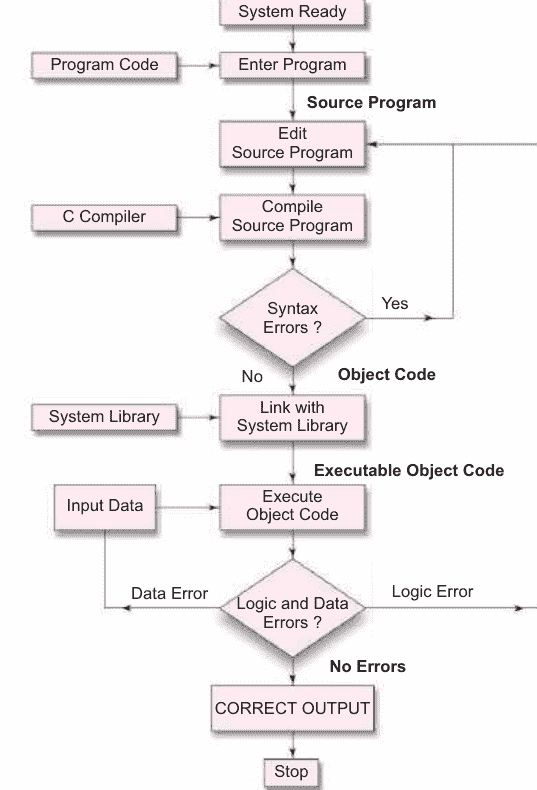 System Ready
Program Code
Enter Program
Source Program
Edit
Source Program
C Compiler
Compile
Source Program
Syntax
Errors ?
Yes
No
Object Code
System Library
Link with
System Library
Executable Object Code
Input Data
Execute
Object Code
Data Error
Logic and Data
Errors ?
Logic Error
No Errors
CORRECT OUTPUT
Stop